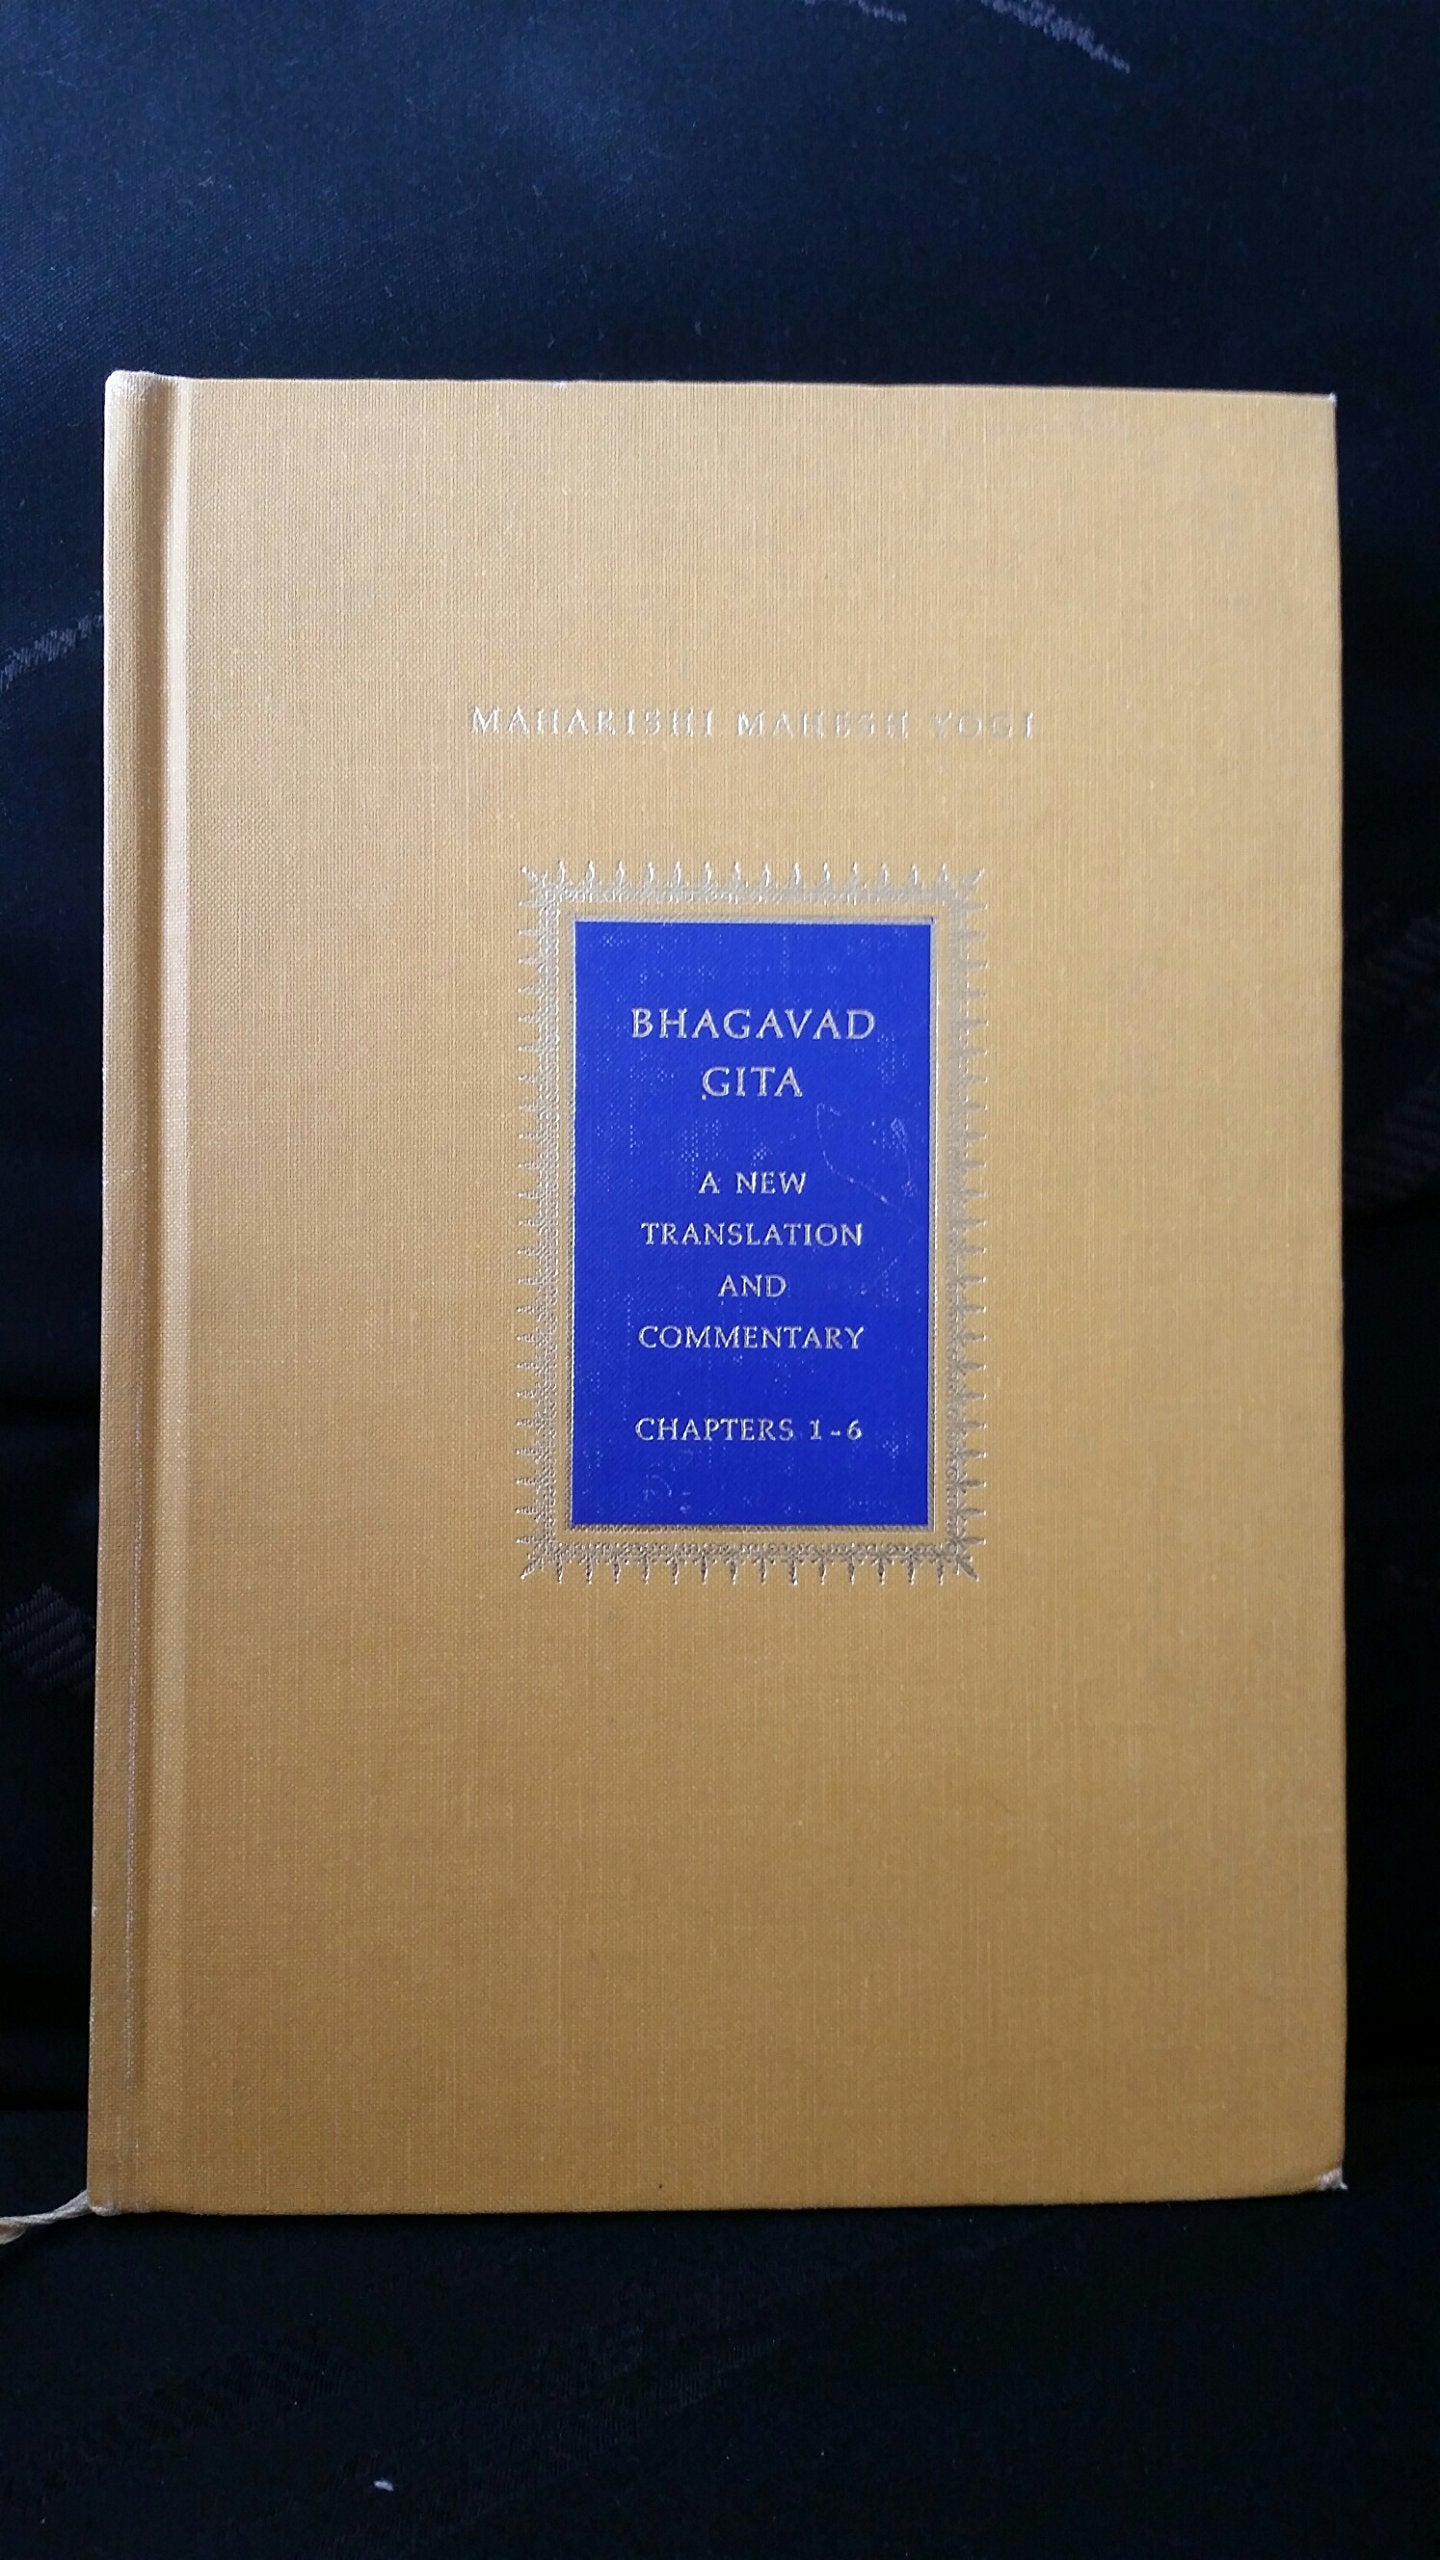 MAHARISHI MAHESH YOGI
BHAGAVAD
GITA
A NEW
TRANSLATION
AND
COMMENTARY
CHAPTERS 1-6